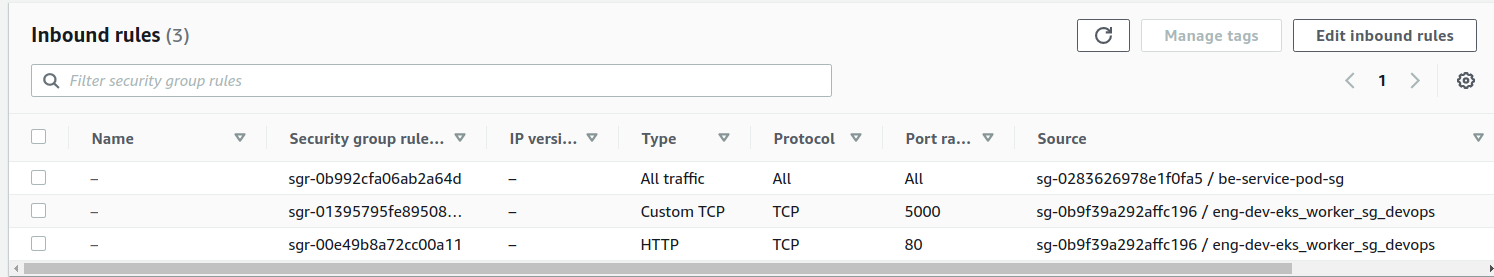 Inbound rules (3)
Manage tags
Edit inbound rules
Filter security group rules
1
Name Security group rule... IP versi... Type Protocol Port ra... Source
– sgr-0b992cfa06ab2a64d – All traffic All All sg-0283626978e1f0fa5 / be-service-pod-sg
– sgr-01395795fe89508... – Custom TCP TCP 5000 sg-0b9f39a292affc196 / eng-dev-eks_worker_sg_devops
– sgr-00e49b8a72cc00a11 – HTTP TCP 80 sg-0b9f39a292affc196 / eng-dev-eks_worker_sg_devops